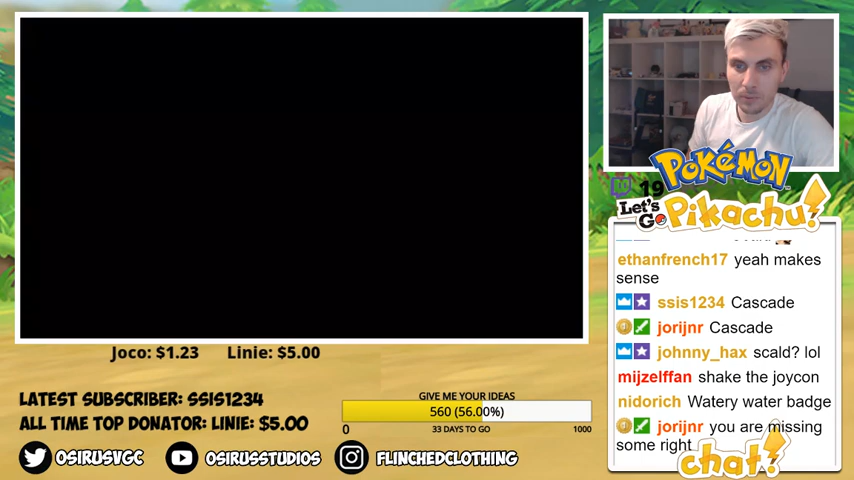 Joco: $1.23 Linie: $5.00
LATEST SUBSCRIBER: SSIS1234
ALL TIME TOP DONATOR: LINIE: $5.00
GIVE ME YOUR IDEAS
560 (56.00%)
0 33 DAYS TO GO 1000
OSIRUSVGC OSIRUSSTUDIOS FLINCHEDCLOTHING
POKéMON
19
Let's Go Pikachu!
ethanfrench17 yeah makes
sense
ssis1234 Cascade
jorijnr Cascade
johnny_hax scald? lol
mijzelffan shake the joycon
nidorich Watery water badge
jorijnr you are missing
some right
chat!